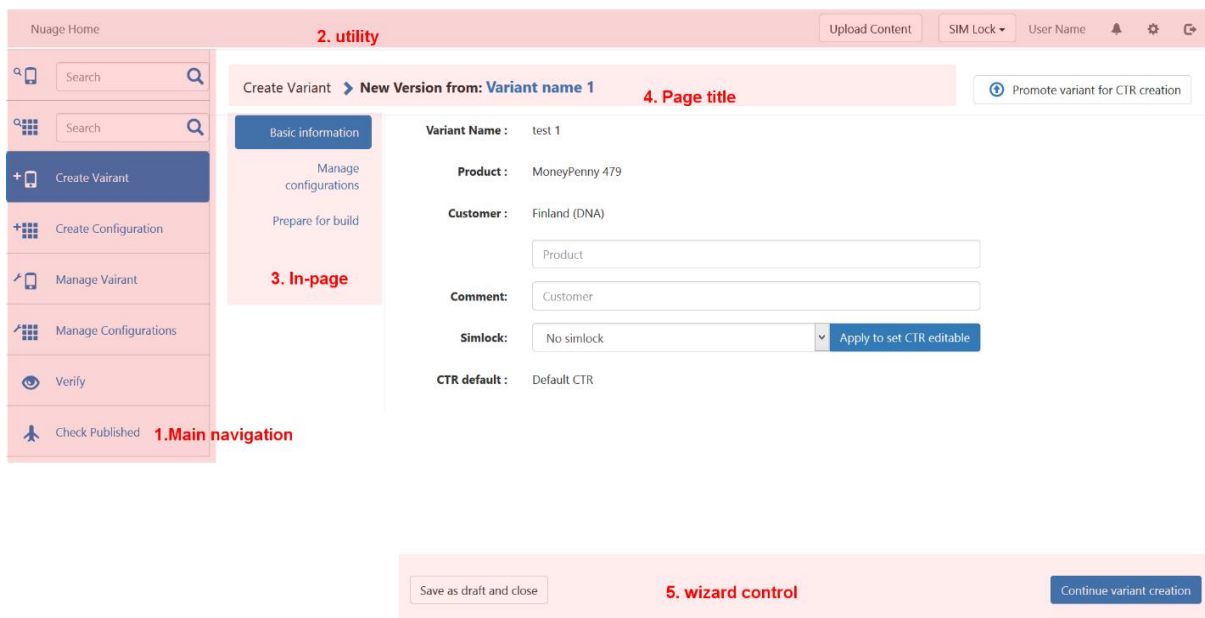 Nuage Home
2. utility
Upload Content
SIM Lock
User Name
Search
Search
Create Vairant
Create Configuration
Manage Vairant
Manage Configurations
Verify
Check Published
1.Main navigation
Create Variant New Version from: Variant name 1
4. Page title
Promote variant for CTR creation
Basic information
Manage
configurations
Prepare for build
3. In-page
Variant Name : test 1
Product : MoneyPenny 479
Customer : Finland (DNA)
Product
Comment: Customer
Simlock: No simlock Apply to set CTR editable
CTR default : Default CTR
Save as draft and close
5. wizard control
Continue variant creation